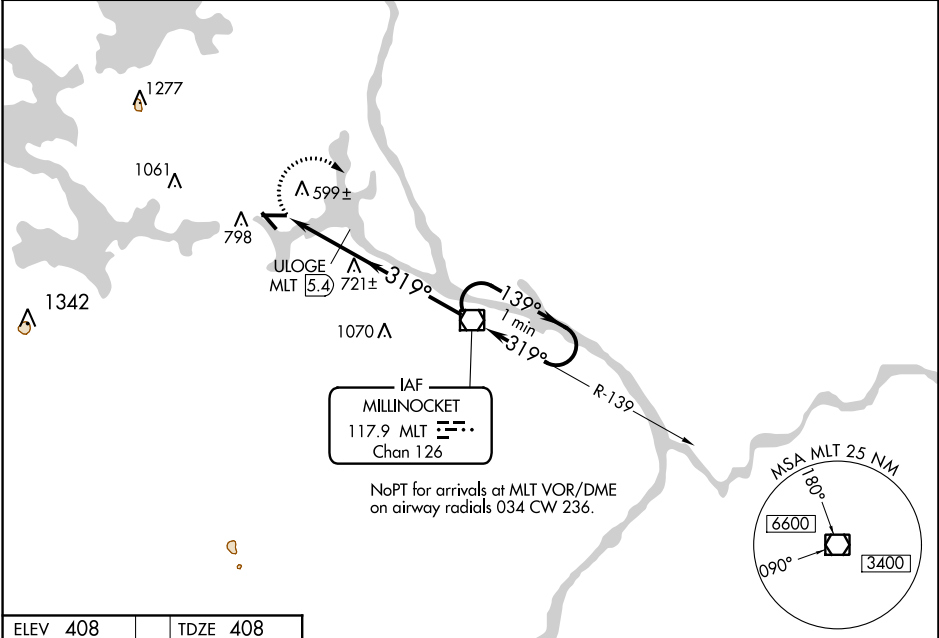 1277
1061
599±
798
ULOGE
MLT 5.4
721±
319°
139°
1 min
319°
1342
1070
R-139
IAF
MILLINOCKET
117.9 MLT
Chan 126
NoPT for arrivals at MLT VOR/DME
on airway radials 034 CW 236.
MSA MLT 25 NM
180°
6600
090°
3400
ELEV 408 TDZE 408